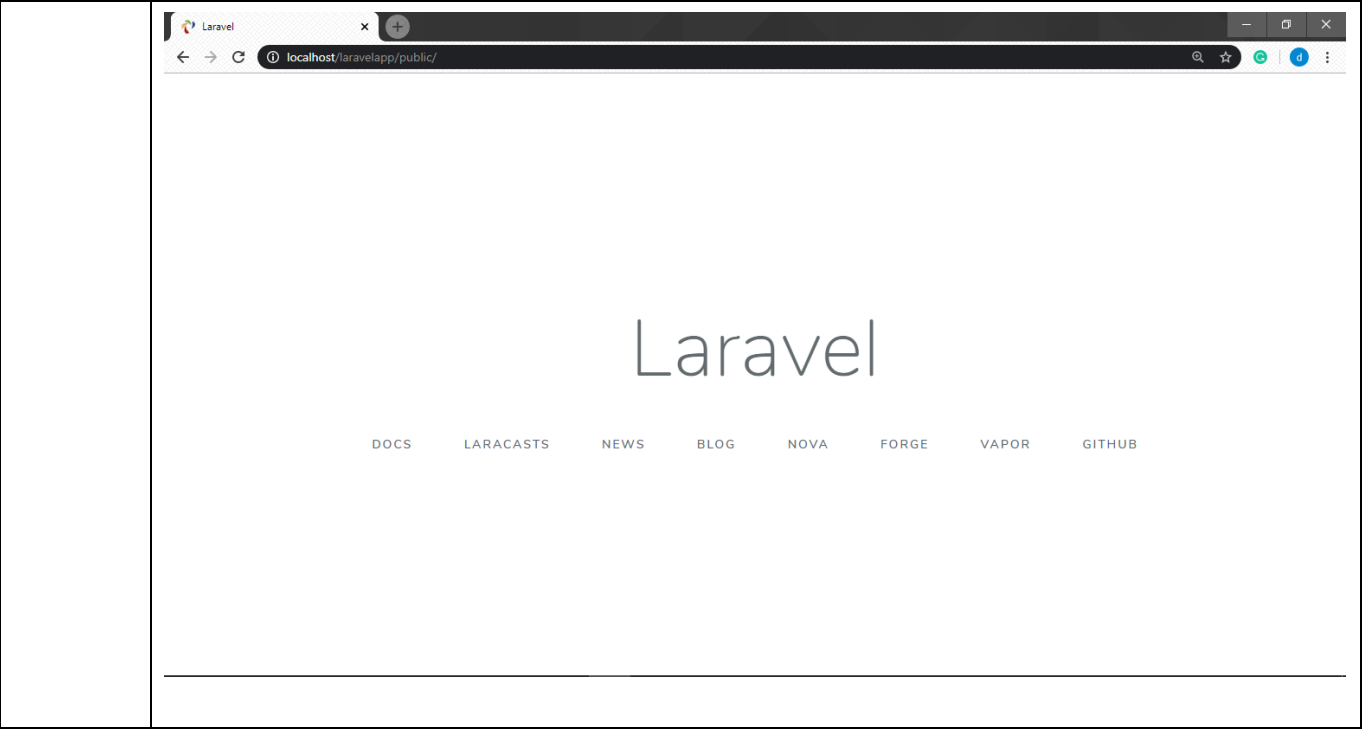 Laravel
localhost/laravelapp/public/
d
Laravel
DOCS LARACASTS NEWS BLOG NOVA FORGE VAPOR GITHUB